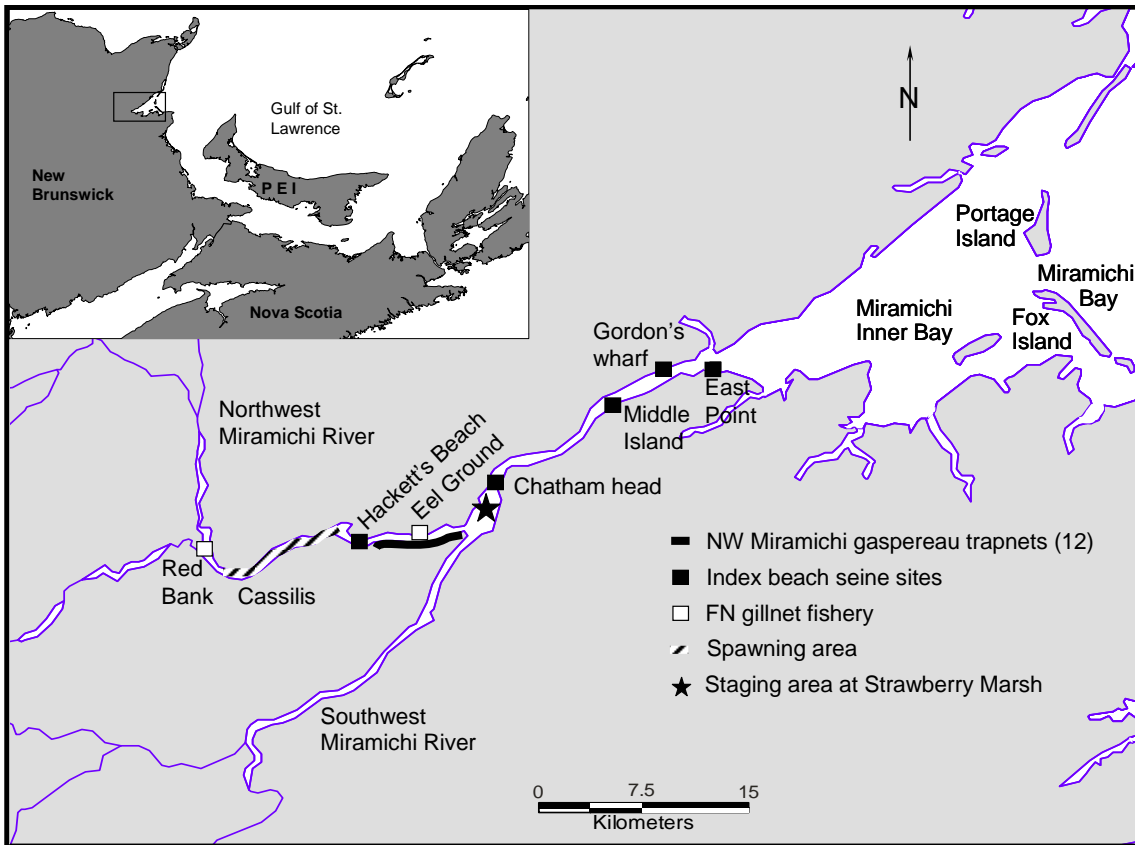 Gulf of St.
Lawrence
New
Brunswick
P E I
Nova Scotia
N
Portage
Island
Miramichi
Bay
Miramichi
Inner Bay
Fox
Island
Gordon's
wharf
East
Point
Middle
Island
Northwest
Miramichi River
Hackett's Beach
Eel Ground
Chatham head
Red
Bank
Cassilis
Southwest
Miramichi River
NW Miramichi gaspereau trapnets (12)
Index beach seine sites
FN gillnet fishery
Spawning area
Staging area at Strawberry Marsh
0 7.5 15
Kilometers